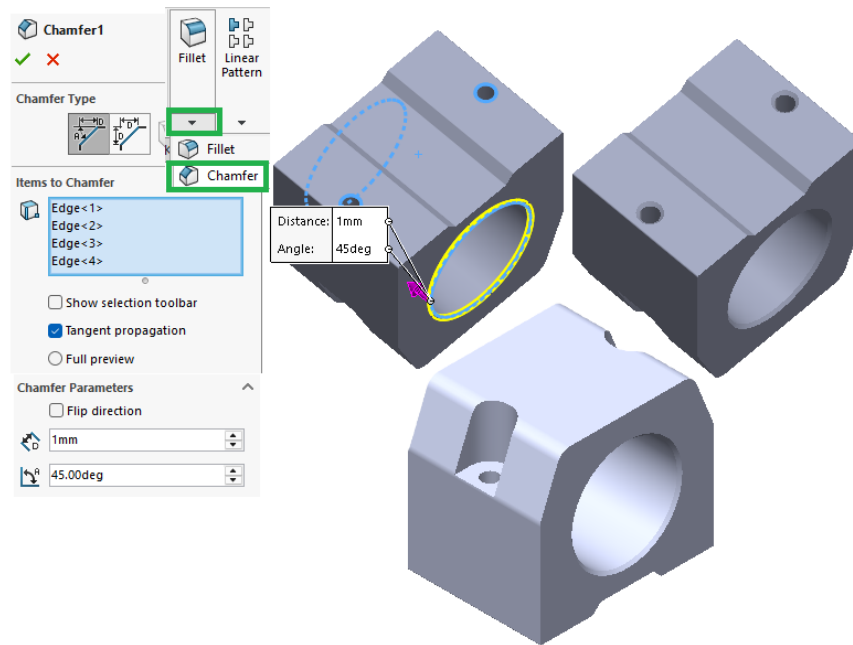 Chamfer1
Fillet
Linear
Pattern
Chamfer Type
Fillet
Chamfer
Items to Chamfer
Edge<1>
Edge<2>
Edge<3>
Edge<4>
Distance: 1mm
Angle: 45deg
Show selection toolbar
Tangent propagation
Full preview
Chamfer Parameters
Flip direction
1mm
45.00deg